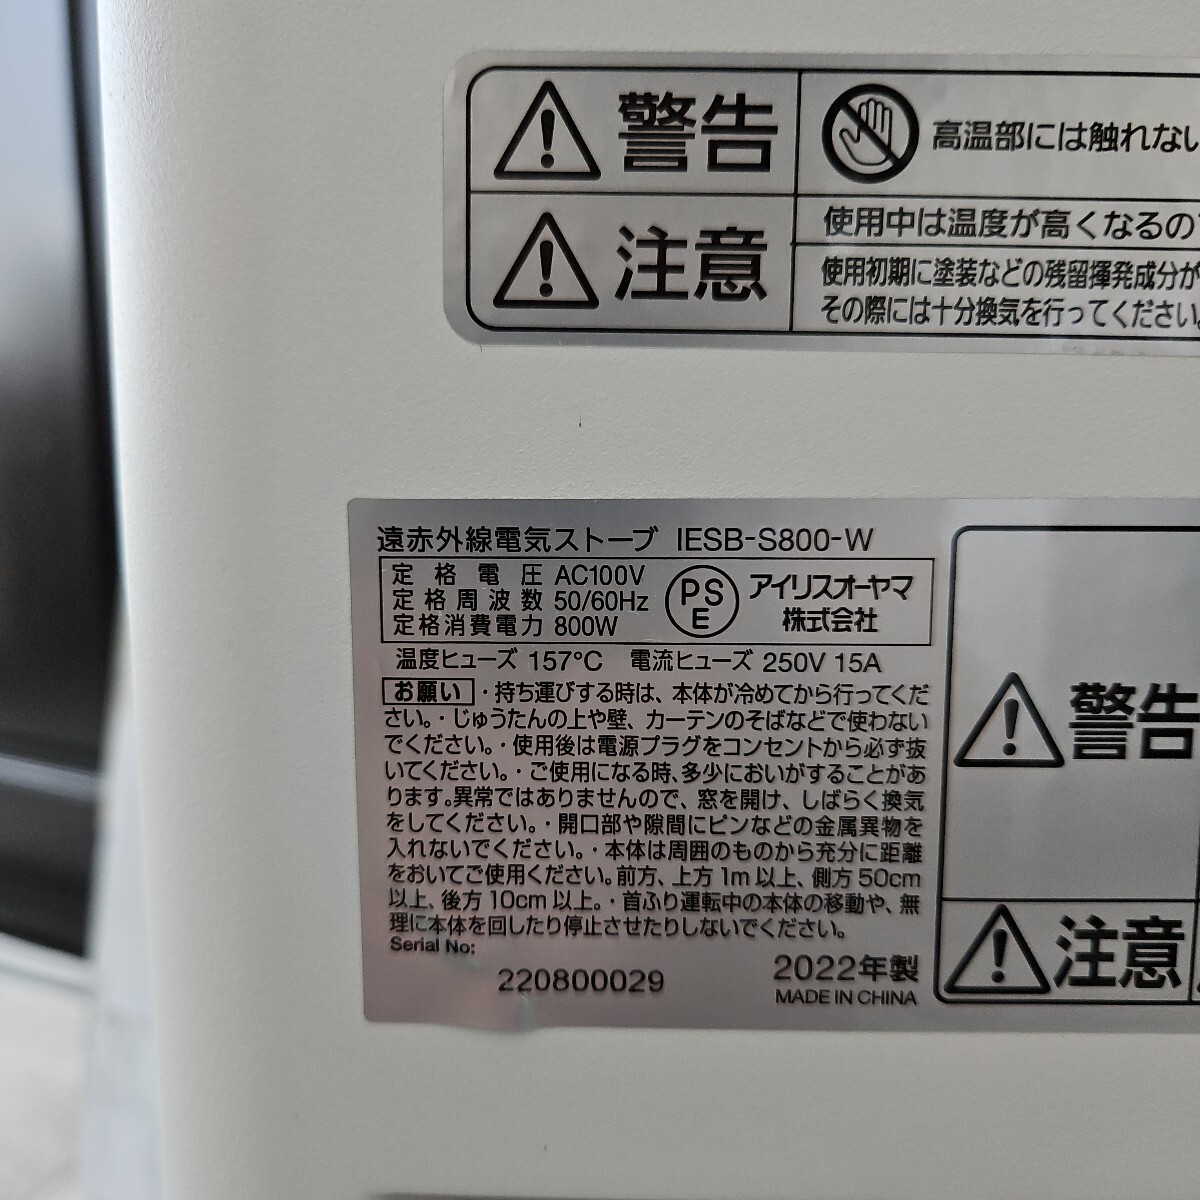 警告
高温部には触れない
注意
使用中は温度が高くなるの
使用初期に塗装などの残留揮発成分が
その際には十分換気を行ってください。
遠赤外線電気ストーブ IESB-S800-W
定格電圧 AC100V
定格周波数 50/60Hz
定格消費電力 800W
PSE
アイリスオーヤマ
株式会社
温度ヒューズ 157℃ 電流ヒューズ 250V 15A
お願い ・持ち運びする時は、本体が冷めてから行ってくだ
さい。・じゅうたんの上や壁、カーテンのそばなどで使わない
でください。・使用後は電源プラグをコンセントから必ず抜
いてください。・ご使用になる時、多少においがすることがあ
ります。異常ではありませんので、窓を開け、しばらく換気
をしてください。・開口部や隙間にピンなどの金属異物を
入れないでください。・本体は周囲のものから充分に距離
をおいてご使用ください。前方、上方1m以上、側方50cm
以上、後方10cm以上。・首ふり運転中の本体の移動や、無
理に本体を回したり停止させたりしないでください。
Serial No:
220800029
2022年製
MADE IN CHINA
警告
注意